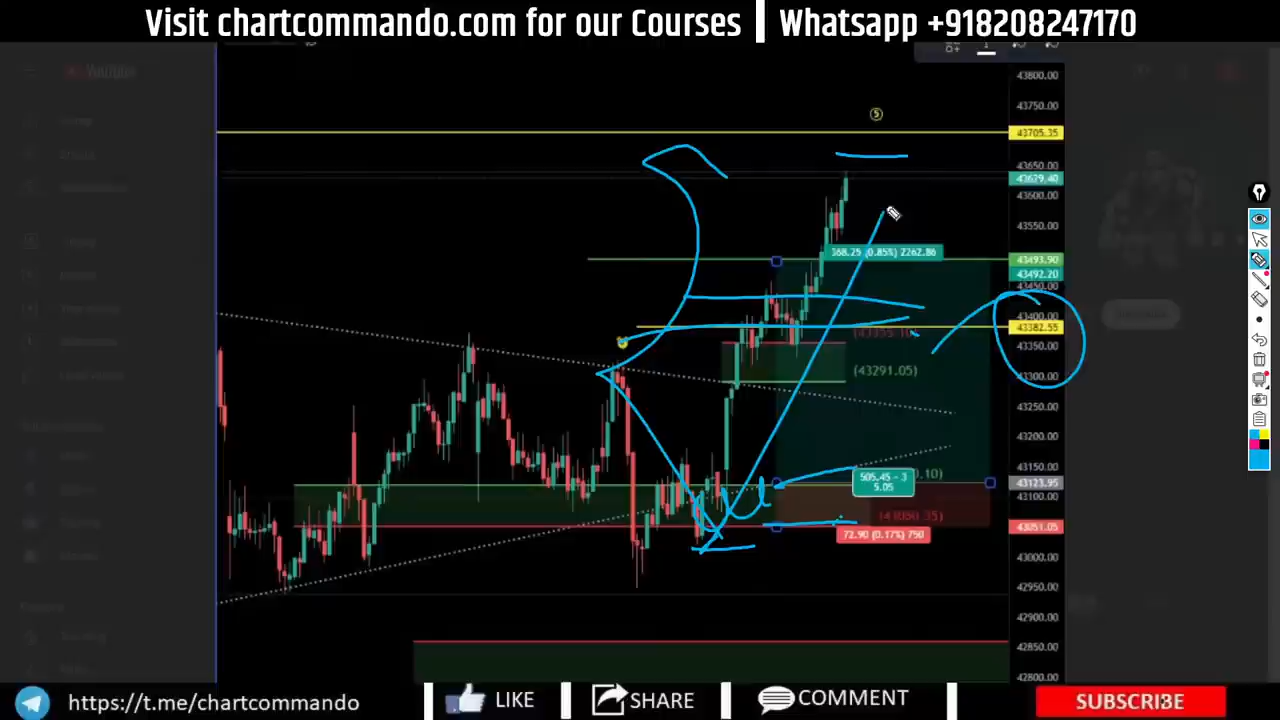 Visit chartcommando.com for our Courses | Whatsapp +918208247170
YouTube
43800.00
43750.00
5
43705.35
43650.00
43629.40
43600.00
43550.00
368.25 (0.85%) 2262.86
43493.90
43492.20
43450.00
43400.00
43382.55
43350.00
(43291.05)
43300.00
43250.00
43200.00
43150.00
505.45 - 3
5.05
43123.95
43100.00
43051.05
72.90 (0.17%) 750
43000.00
42950.00
42900.00
42850.00
42800.00
https://t.me/chartcommando
LIKE
SHARE
COMMENT
SUBSCRIBE